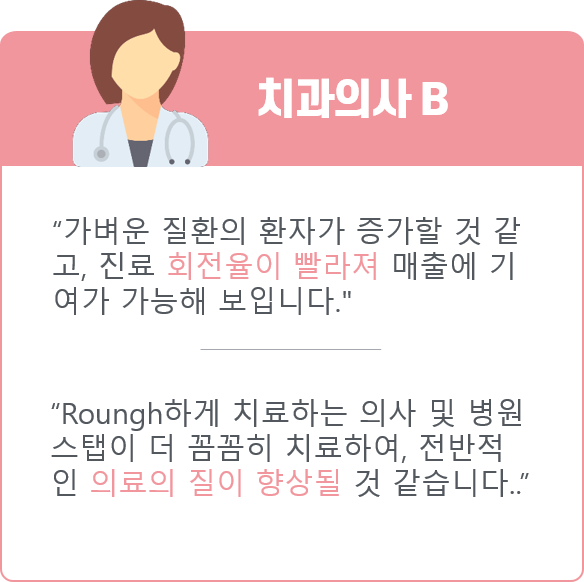 치과의사 B
“가벼운 질환의 환자가 증가할 것 같
고, 진료 회전율이 빨라져 매출에 기
여가 가능해 보입니다."
“Roungh하게 치료하는 의사 및 병원
스탭이 더 꼼꼼히 치료하여, 전반적
인 의료의 질이 향상될 것 같습니다..”